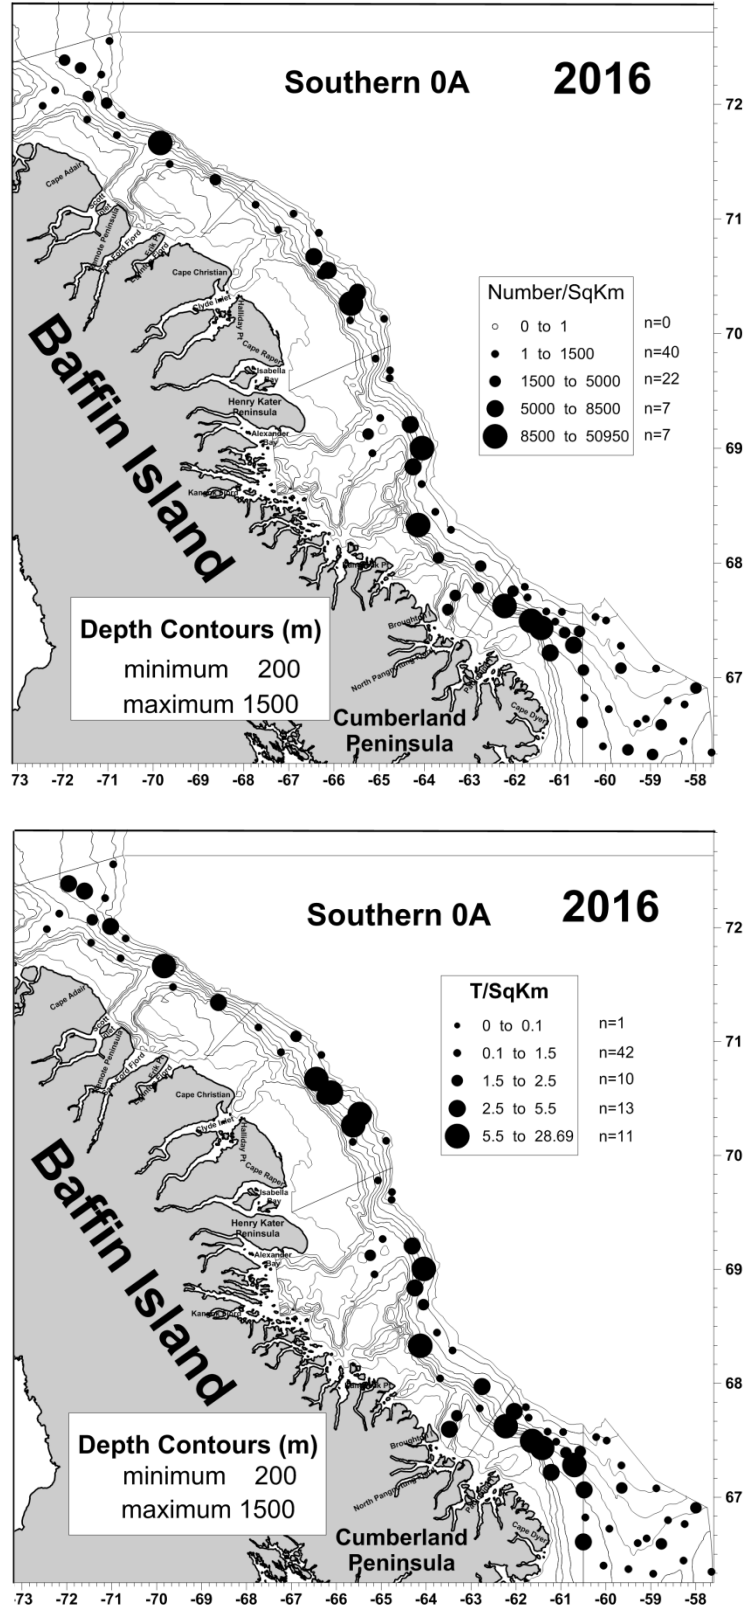 Southern 0A 2016
72
Cape Adair
71
Cape Christian
Clyde Inlet
Halliday Pt
Cape Raper
Isabella
Bay
Henry Kater
Peninsula
Alexander
Bay
Baffin Island
Number/SqKm
0 to 1 n=0
1 to 1500 n=40
1500 to 5000 n=22
5000 to 8500 n=7
8500 to 50950 n=7
70
69
68
Depth Contours (m)
minimum 200
maximum 1500
Broughton I
Cape Dyer
67
Cumberland
Peninsula
73 -72 -71 -70 -69 -68 -67 -66 -65 -64 -63 -62 -61 -60 -59 -58
Southern 0A 2016
72
Cape Adair
71
Cape Christian
Clyde Inlet
Halliday Pt
Cape Raper
Isabella
Bay
Henry Kater
Peninsula
Alexander
Bay
Baffin Island
T/SqKm
0 to 0.1 n=1
0.1 to 1.5 n=42
1.5 to 2.5 n=10
2.5 to 5.5 n=13
5.5 to 28.69 n=11
70
69
68
Depth Contours (m)
minimum 200
maximum 1500
Cape Dyer
67
Cumberland
Peninsula
-73 -72 -71 -70 -69 -68 -67 -66 -65 -64 -63 -62 -61 -60 -59 -58